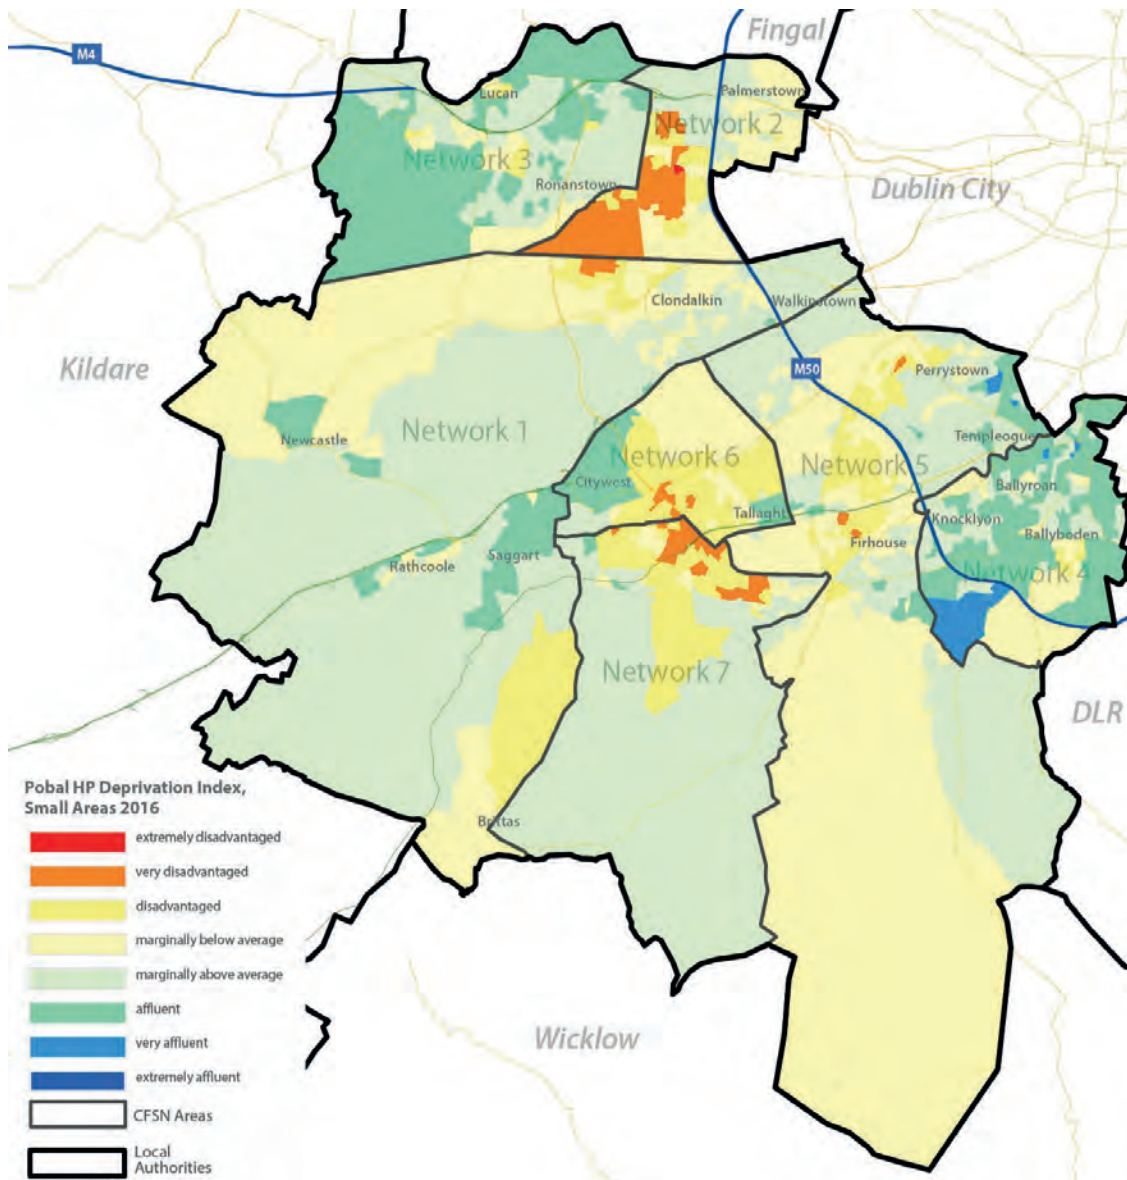 Fingal
M4
Lucan
Palmerstown
Network 2
Network 3
Ronanstown
Dublin City
Clondalkin
Walkinstown
Kildare
M50
Perrystown
Newcastle
Network 1
Templeogue
Network 6
Network 5
Citywest
Ballyroan
Tallaght
Knocklyon
Firhouse
Ballyboden
Saggart
Rathcoole
Network 4
Network 7
DLR
Brittas
Wicklow
Pobal HP Deprivation Index,
Small Areas 2016
extremely disadvantaged
very disadvantaged
disadvantaged
marginally below average
marginally above average
affluent
very affluent
extremely affluent
CFSN Areas
Local
Authorities